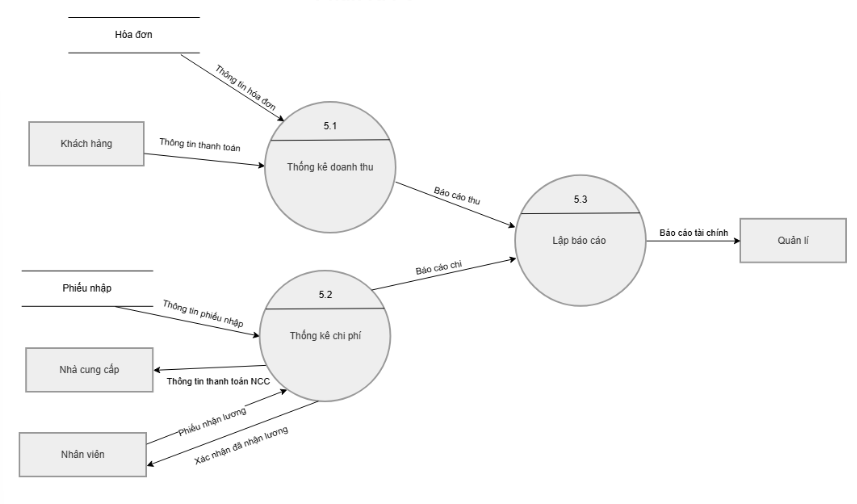 Hòa đơn
Thông tin hóa đơn
5.1
Khách hàng
Thông tin thanh toán
Thống kê doanh thu
Báo cáo thu
5.3
Lập báo cáo
Báo cáo tài chính
Quản lí
Báo cáo chi
Phiếu nhập
Thông tin phiếu nhập
5.2
Thống kê chi phí
Nhà cung cấp
Thông tin thanh toán NCC
Phiếu nhận lương
Nhân viên
Xác nhận đã nhận lương